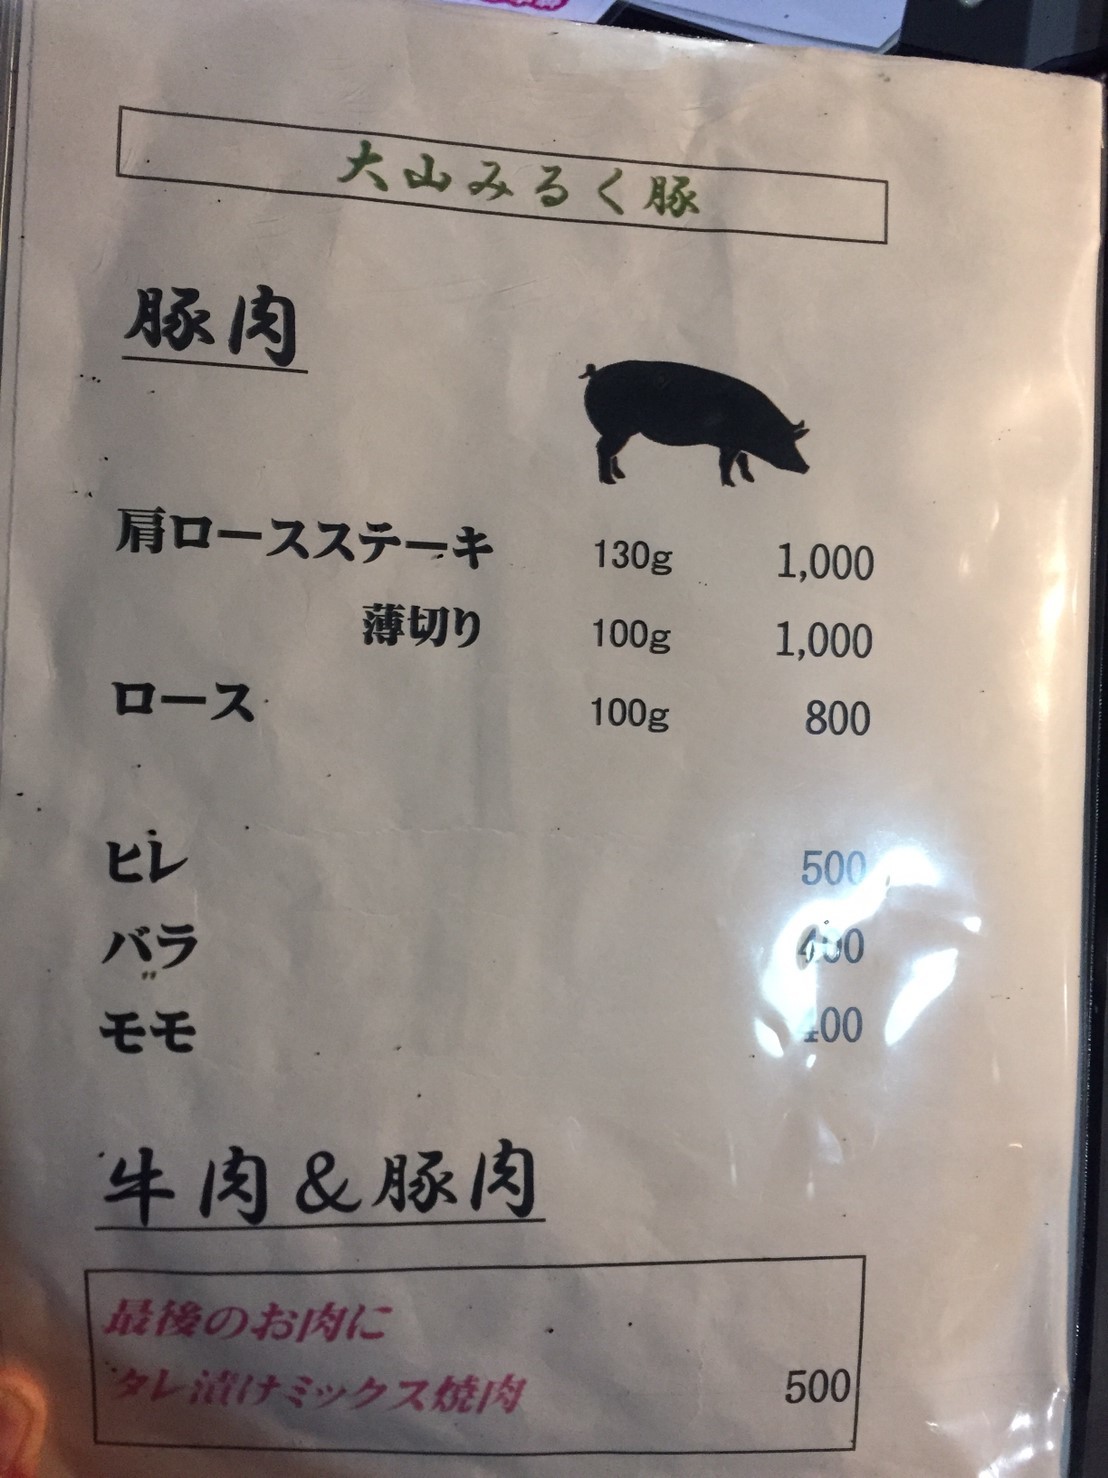 大山みるく豚
豚肉
肩ロースステーキ 130g 1,000
薄切り 100g 1,000
ロース 100g 800
ヒレ 500
バラ 400
モモ 400
牛肉＆豚肉
最後のお肉に
タレ漬けミックス焼肉 500